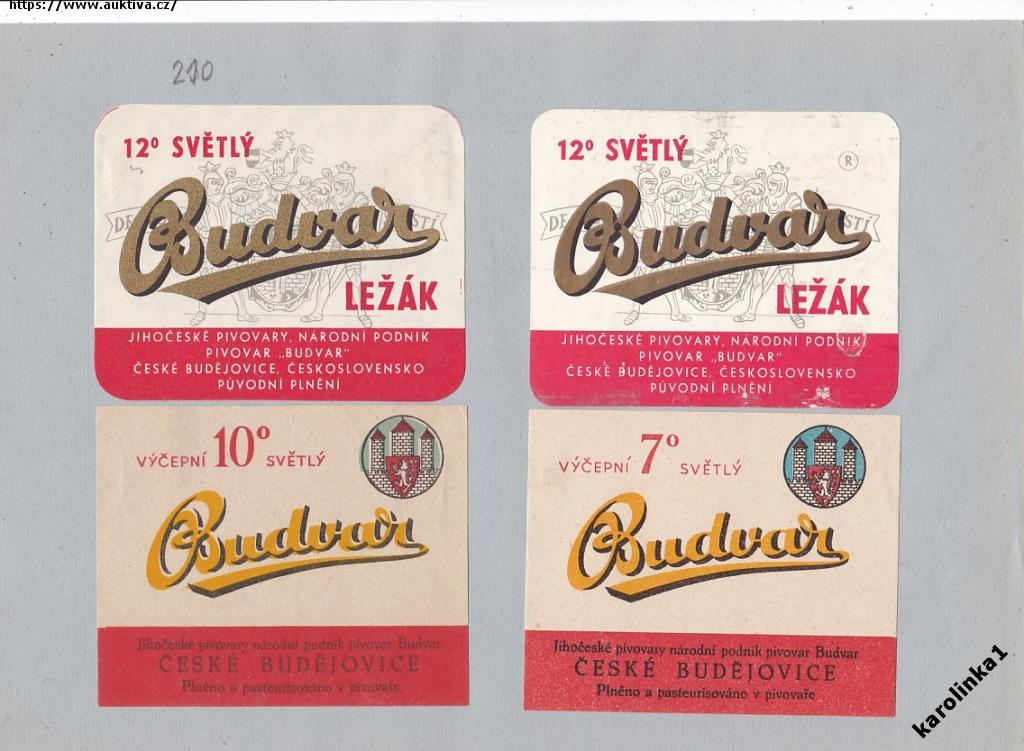 https://www.auktiva.cz/
210
12° SVĚTLÝ
Budvar
LEŽÁK
JIHOČESKÉ PIVOVARY, NÁRODNÍ PODNIK
PIVOVAR „BUDVAR"
ČESKÉ BUDĚJOVICE, ČESKOSLOVENSKO
PŮVODNÍ PLNĚNÍ
12° SVĚTLÝ
®
Budvar
LEŽÁK
JIHOČESKÉ PIVOVARY, NÁRODNÍ PODNIK
PIVOVAR „BUDVAR"
ČESKÉ BUDĚJOVICE, ČESKOSLOVENSKO
PŮVODNÍ PLNĚNÍ
VÝČEPNÍ 10° SVĚTLÝ
Budvar
Jihočeské pivovary národní podnik pivovar Budvar
ČESKÉ BUDĚJOVICE
Plněno a pasteurisováno v pivovaře
VÝČEPNÍ 7° SVĚTLÝ
Budvar
Jihočeské pivovary národní podnik pivovar Budvar
ČESKÉ BUDĚJOVICE
Plněno a pasteurisováno v pivovaře
karolinka1